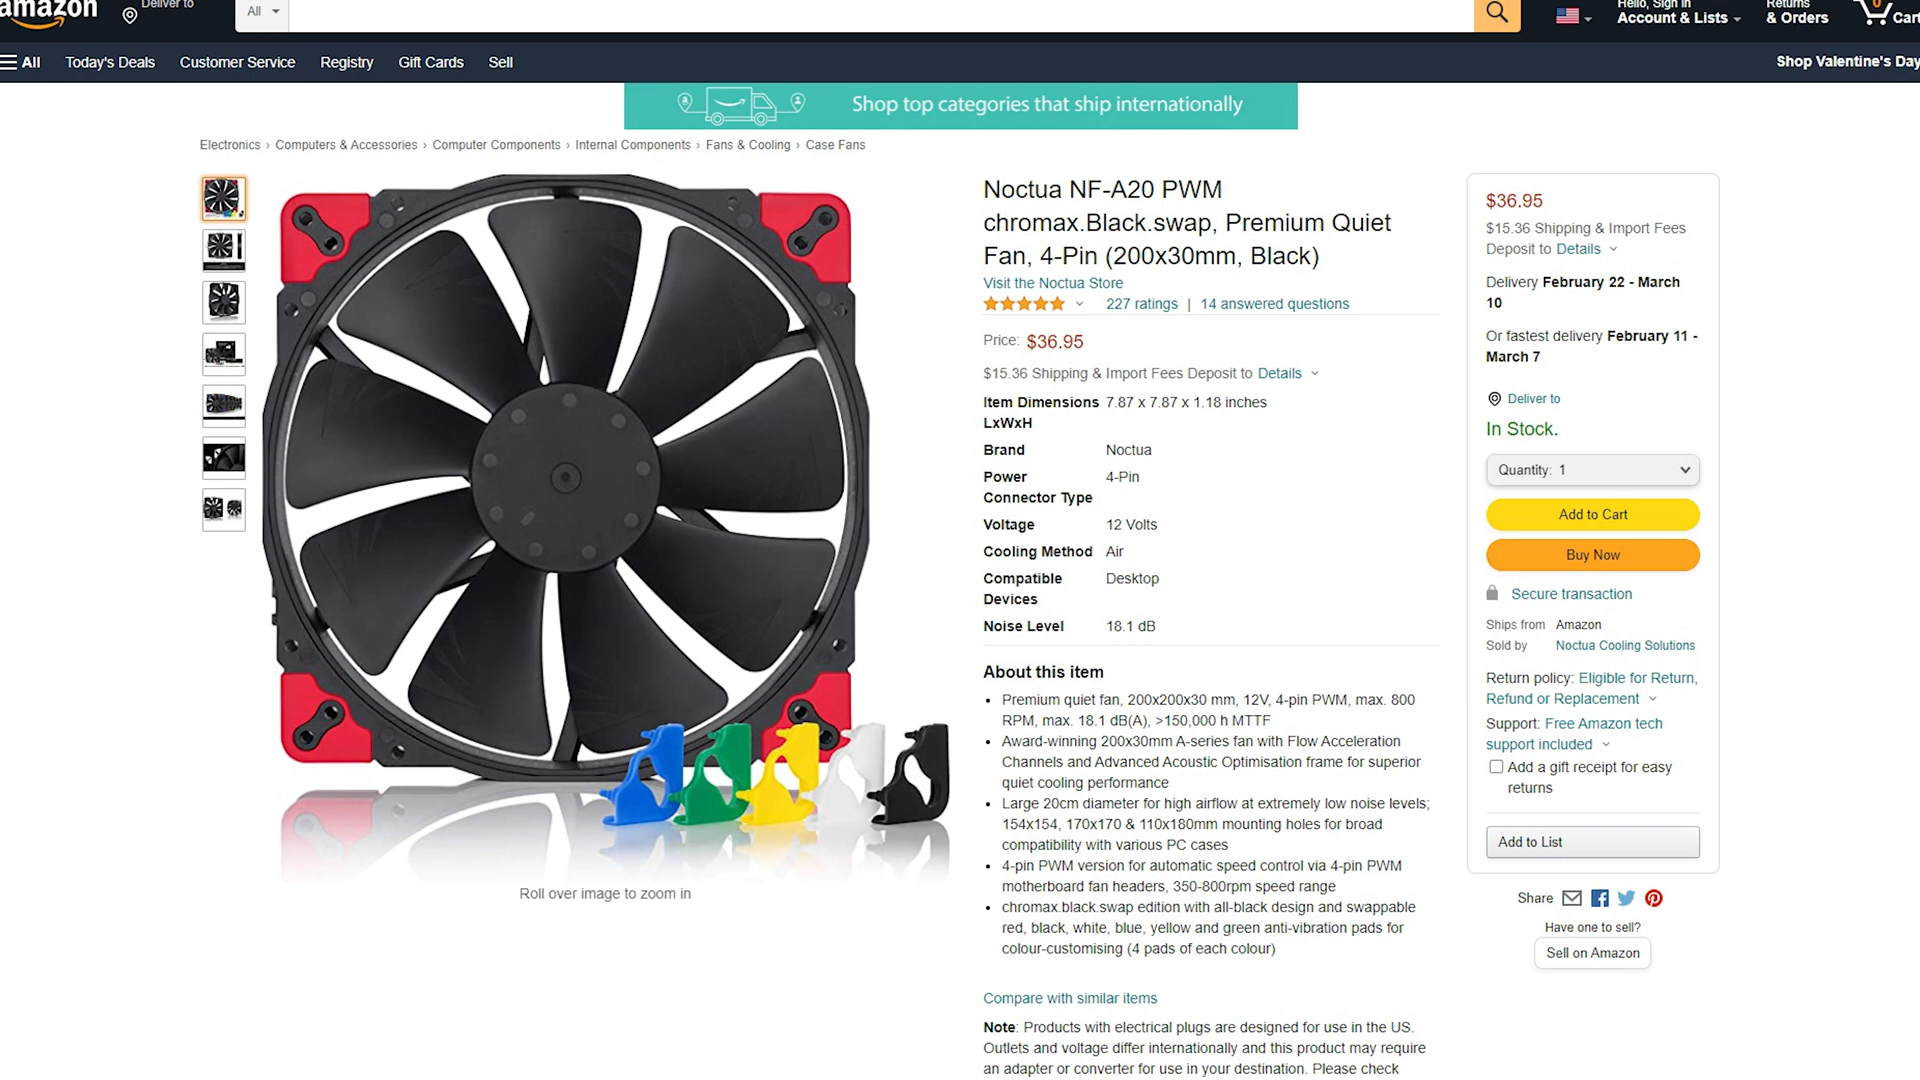 amazon
Deliver to
All
Hello, Sign in
Account & Lists
Returns
& Orders
0
Cart
All
Today's Deals
Customer Service
Registry
Gift Cards
Sell
Shop Valentine's Day
Shop top categories that ship internationally
Electronics › Computers & Accessories › Computer Components › Internal Components › Fans & Cooling › Case Fans
Noctua NF-A20 PWM
chromax.Black.swap, Premium Quiet
Fan, 4-Pin (200x30mm, Black)
Visit the Noctua Store
227 ratings | 14 answered questions
Price: $36.95
$15.36 Shipping & Import Fees Deposit to Details
Item Dimensions 7.87 x 7.87 x 1.18 inches
LxWxH
Brand Noctua
Power 4-Pin
Connector Type
Voltage 12 Volts
Cooling Method Air
Compatible Desktop
Devices
Noise Level 18.1 dB
About this item
• Premium quiet fan, 200x200x30 mm, 12V, 4-pin PWM, max. 800
RPM, max. 18.1 dB(A), >150,000 h MTTF
• Award-winning 200x30mm A-series fan with Flow Acceleration
Channels and Advanced Acoustic Optimisation frame for superior
quiet cooling performance
• Large 20cm diameter for high airflow at extremely low noise levels;
154x154, 170x170 & 110x180mm mounting holes for broad
compatibility with various PC cases
• 4-pin PWM version for automatic speed control via 4-pin PWM
motherboard fan headers, 350-800rpm speed range
• chromax.black.swap edition with all-black design and swappable
red, black, white, blue, yellow and green anti-vibration pads for
colour-customising (4 pads of each colour)
Compare with similar items
Note: Products with electrical plugs are designed for use in the US.
Outlets and voltage differ internationally and this product may require
an adapter or converter for use in your destination. Please check
Roll over image to zoom in
$36.95
$15.36 Shipping & Import Fees
Deposit to Details
Delivery February 22 - March
10
Or fastest delivery February 11 -
March 7
Deliver to
In Stock.
Quantity: 1
Add to Cart
Buy Now
Secure transaction
Ships from Amazon
Sold by Noctua Cooling Solutions
Return policy: Eligible for Return,
Refund or Replacement
Support: Free Amazon tech
support included
Add a gift receipt for easy
returns
Add to List
Share
Have one to sell?
Sell on Amazon